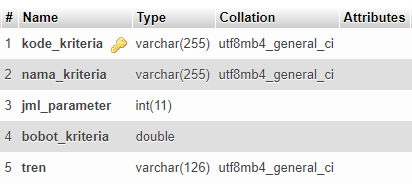 # Name Type Collation Attributes
1 kode_kriteria varchar(255) utf8mb4_general_ci
2 nama_kriteria varchar(255) utf8mb4_general_ci
3 jml_parameter int(11)
4 bobot_kriteria double
5 tren varchar(126) utf8mb4_general_ci